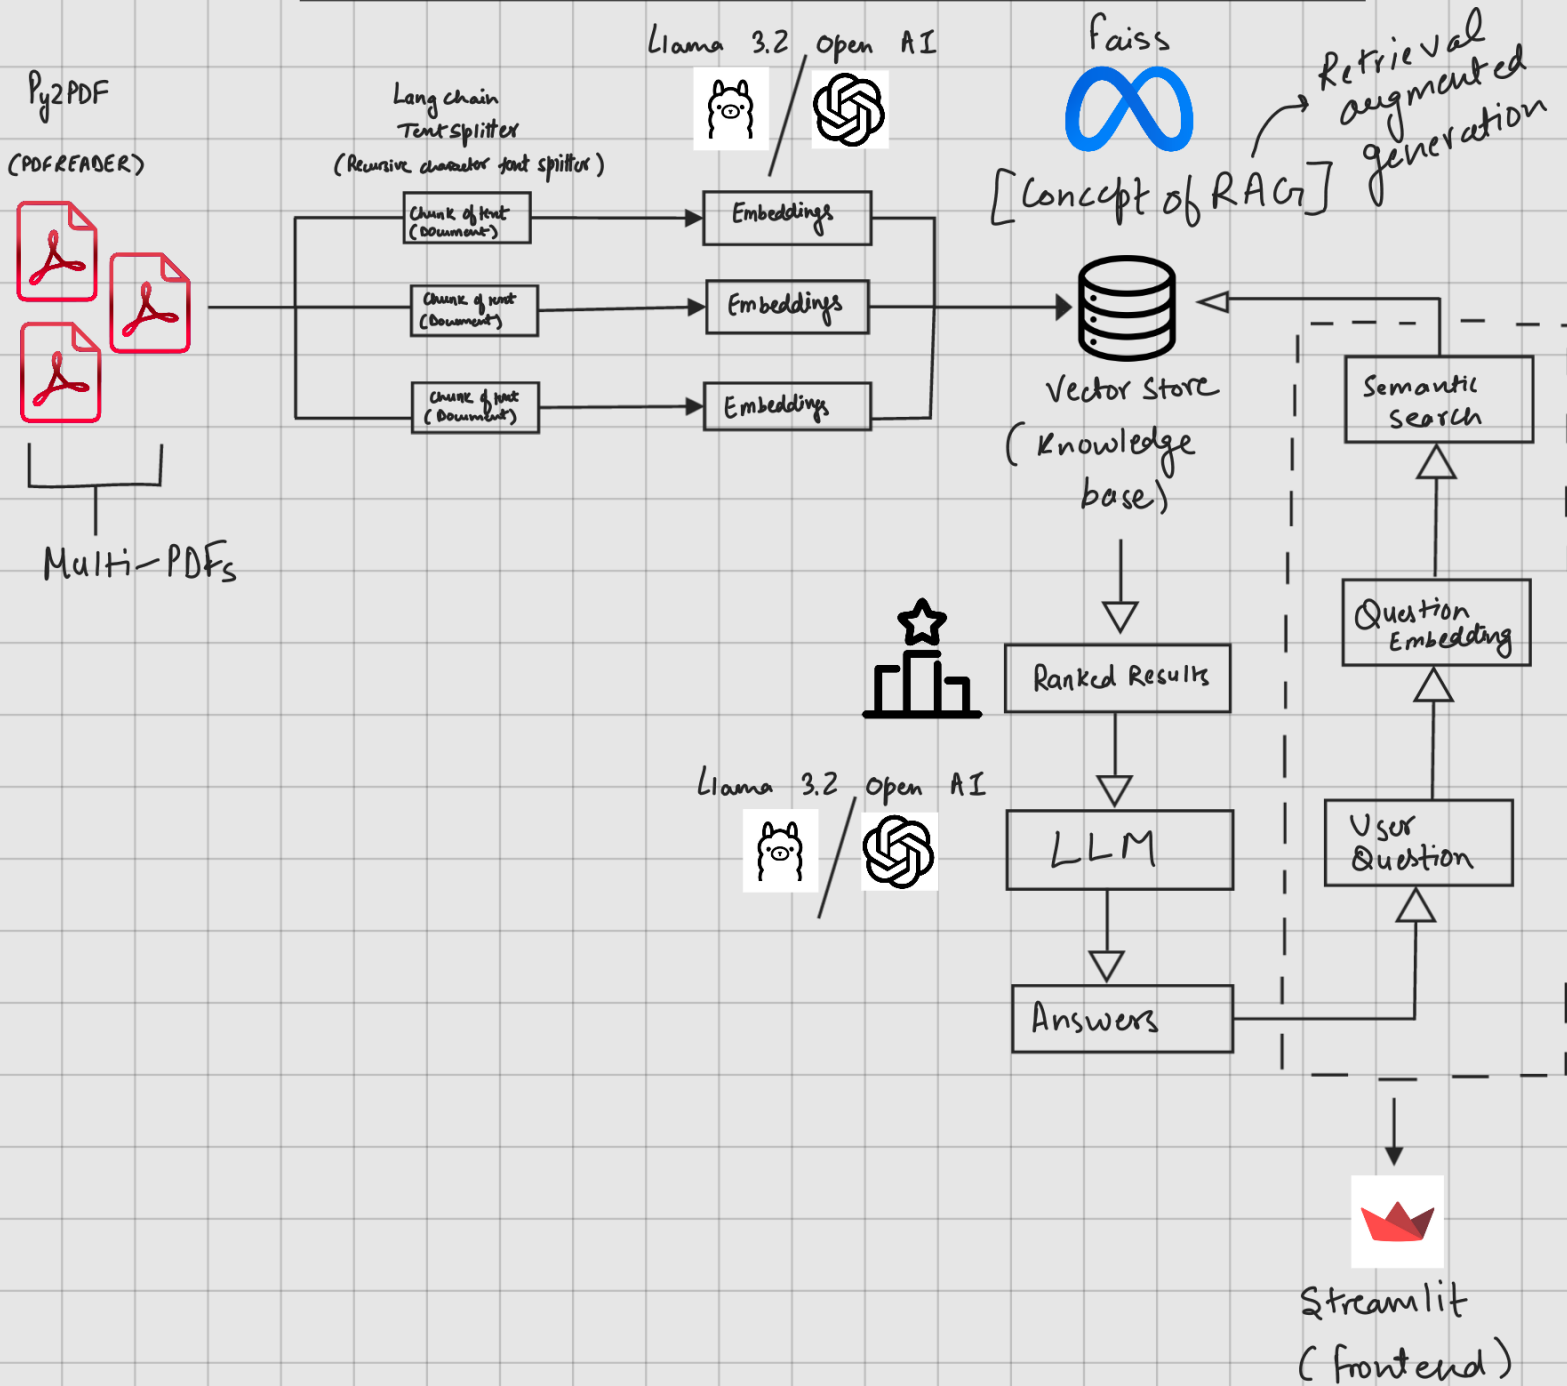 Py2PDF
(PDFREADER)
Multi-PDFs
Lang chain
Textsplitter
(Recursive character text splitter)
Chunk of text
(Document)
Chunk of text
(Document)
Chunk of text
(Document)
Llama 3.2 / Open AI
Embeddings
Embeddings
Embeddings
Faiss
[Concept of RAG]
Retrieval
augmented
generation
Vector Store
(Knowledge
base)
Ranked Results
Llama 3.2 / Open AI
LLM
Answers
User
Question
Question
Embedding
Semantic
Search
Streamlit
(Frontend)